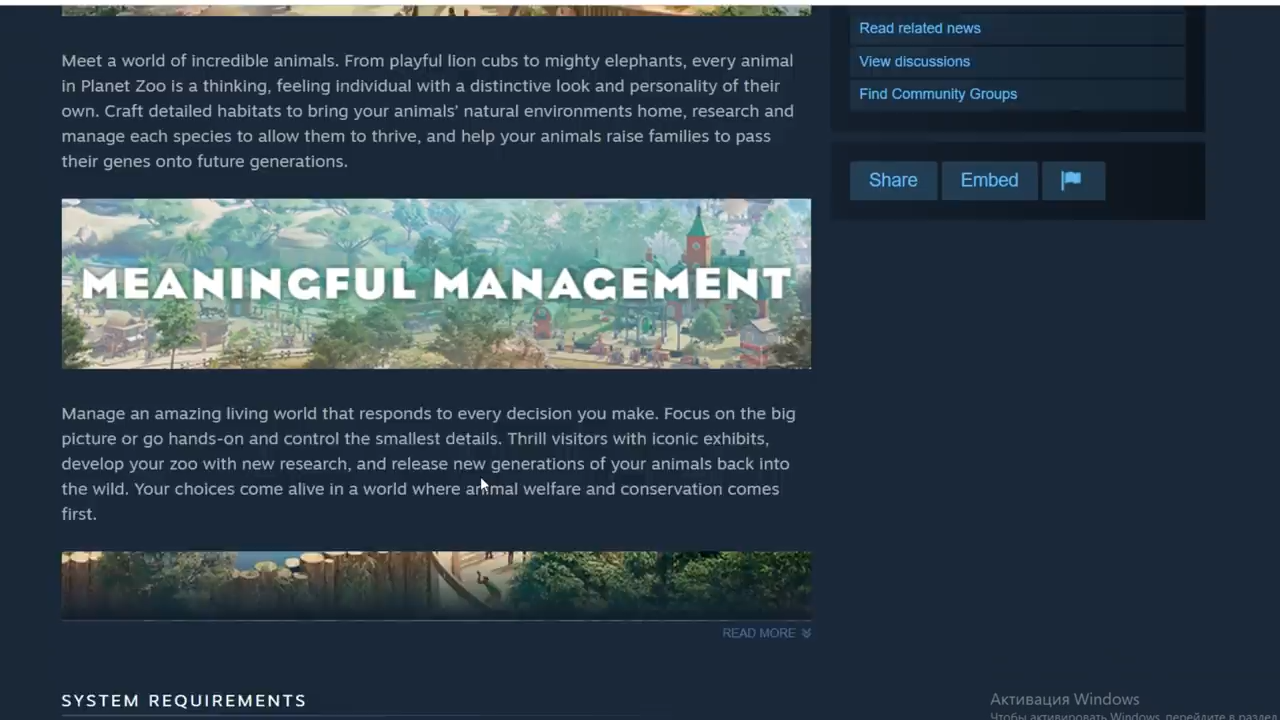 Meet a world of incredible animals. From playful lion cubs to mighty elephants, every animal
in Planet Zoo is a thinking, feeling individual with a distinctive look and personality of their
own. Craft detailed habitats to bring your animals’ natural environments home, research and
manage each species to allow them to thrive, and help your animals raise families to pass
their genes onto future generations.
MEANINGFUL MANAGEMENT
Manage an amazing living world that responds to every decision you make. Focus on the big
picture or go hands-on and control the smallest details. Thrill visitors with iconic exhibits,
develop your zoo with new research, and release new generations of your animals back into
the wild. Your choices come alive in a world where animal welfare and conservation comes
first.
READ MORE
SYSTEM REQUIREMENTS
Read related news
View discussions
Find Community Groups
Share Embed
Активация Windows
Чтобы активировать Windows, перейдите в раздел